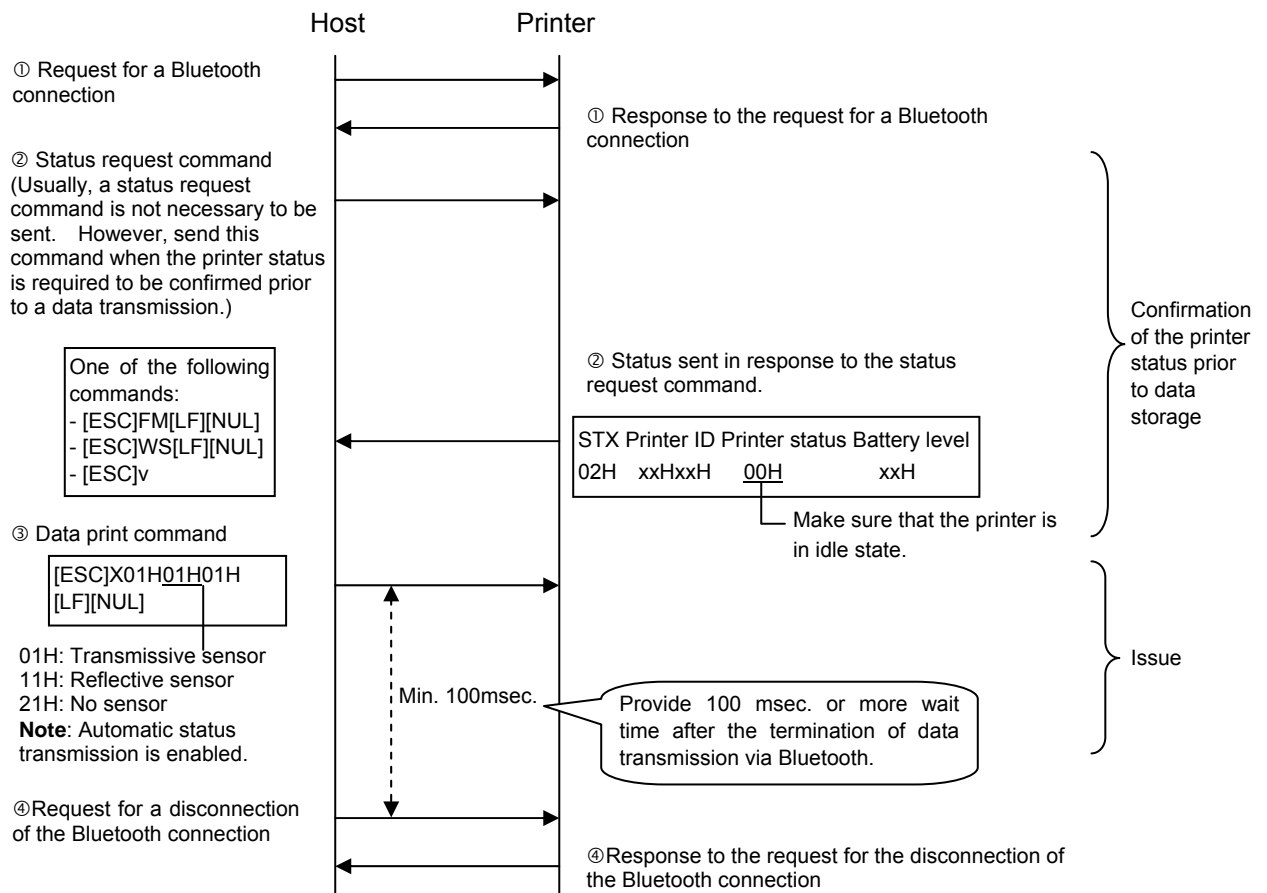 Host
Printer
① Request for a Bluetooth
connection
① Response to the request for a Bluetooth
connection
② Status request command
(Usually, a status request
command is not necessary to be
sent. However, send this
command when the printer status
is required to be confirmed prior
to a data transmission.)
One of the following
commands:
- [ESC]FM[LF][NUL]
- [ESC]WS[LF][NUL]
- [ESC]v
② Status sent in response to the status
request command.
STX Printer ID Printer status Battery level
02H xxHxxH 00H xxH
Make sure that the printer is
in idle state.
Confirmation
of the printer
status prior
to data
storage
③ Data print command
[ESC]X01H01H01H
[LF][NUL]
01H: Transmissive sensor
11H: Reflective sensor
21H: No sensor
Note: Automatic status
transmission is enabled.
Min. 100msec.
Provide 100 msec. or more wait
time after the termination of data
transmission via Bluetooth.
Issue
④Request for a disconnection
of the Bluetooth connection
④Response to the request for the disconnection of
the Bluetooth connection